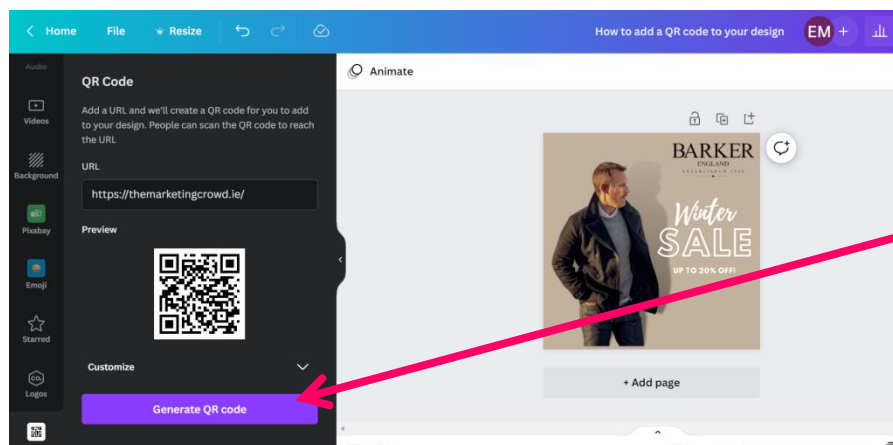 Home File Resize How to add a QR code to your design EM +
Audio
Videos
Background
Pixabay
Emoji
Starred
CO.
Logos
QR Code
Add a URL and we'll create a QR code for you to add
to your design. People can scan the QR code to reach
the URL
URL
https://themarketingcrowd.ie/
Preview
Customize
Generate QR code
Animate
BARKER
ENGLAND
ESTABLISHED 1880
Winter
SALE
UP TO 20% OFF!
+ Add page